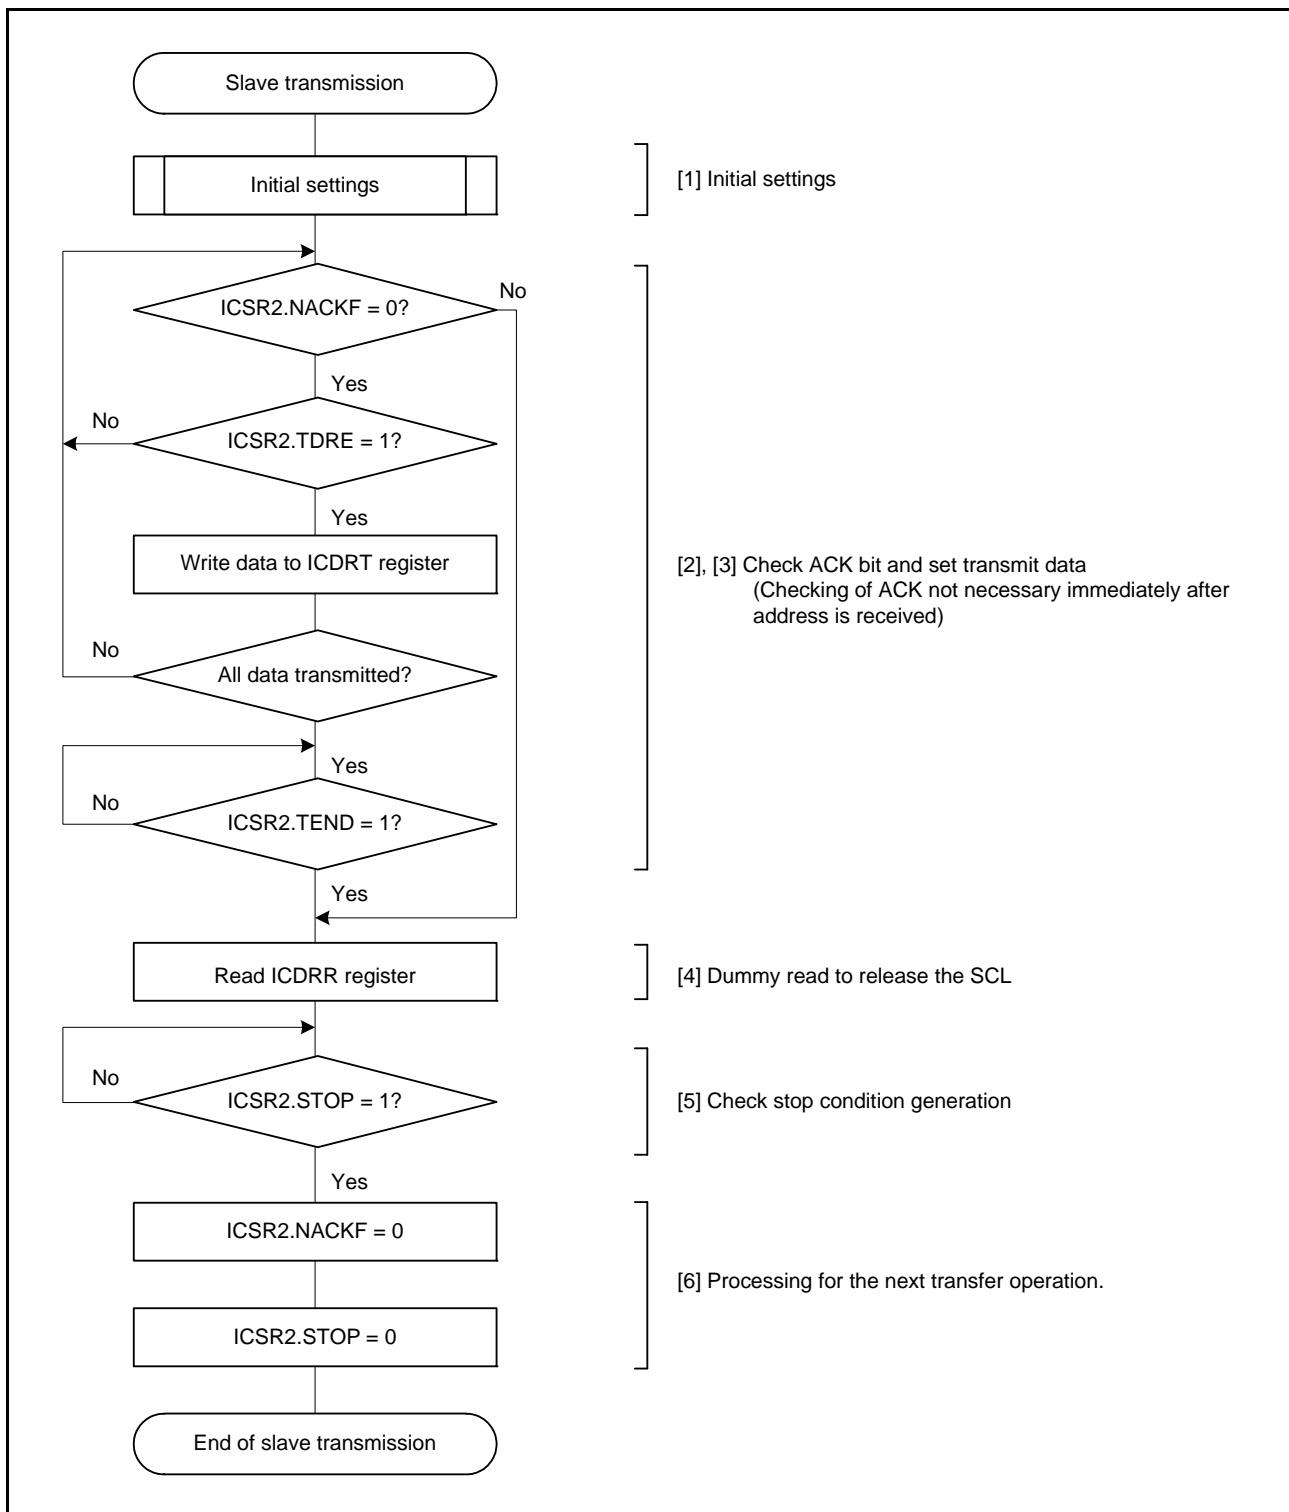 Slave transmission
Initial settings
[1] Initial settings
ICSR2.NACKF = 0?
No
Yes
No
ICSR2.TDRE = 1?
Yes
Write data to ICDRT register
[2], [3] Check ACK bit and set transmit data
(Checking of ACK not necessary immediately after
address is received)
No
All data transmitted?
Yes
No
ICSR2.TEND = 1?
Yes
Read ICDRR register
[4] Dummy read to release the SCL
No
ICSR2.STOP = 1?
[5] Check stop condition generation
Yes
ICSR2.NACKF = 0
[6] Processing for the next transfer operation.
ICSR2.STOP = 0
End of slave transmission